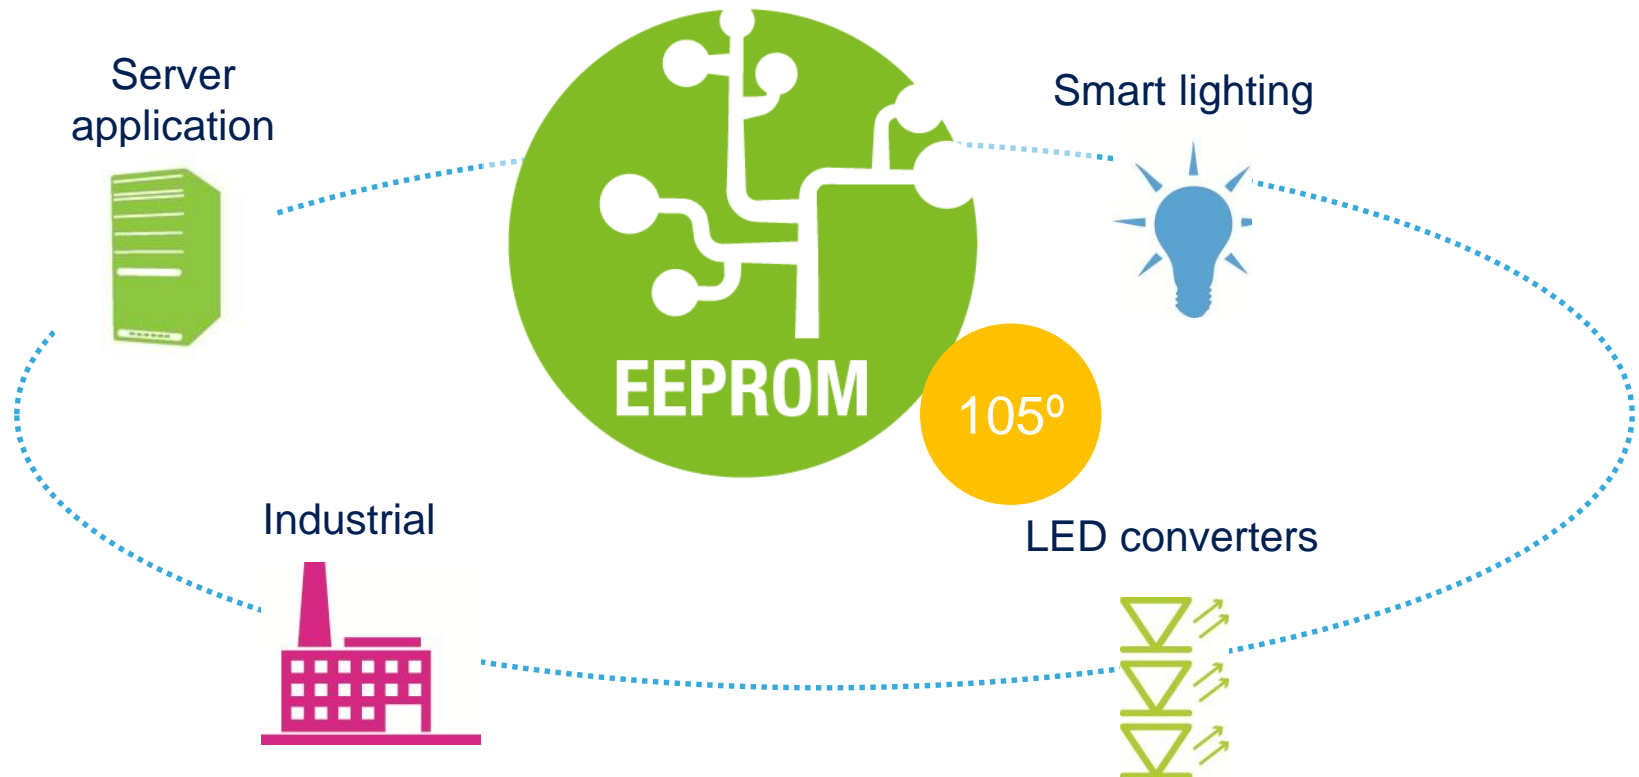 Server
application
Smart lighting
EEPROM
105º
Industrial
LED converters